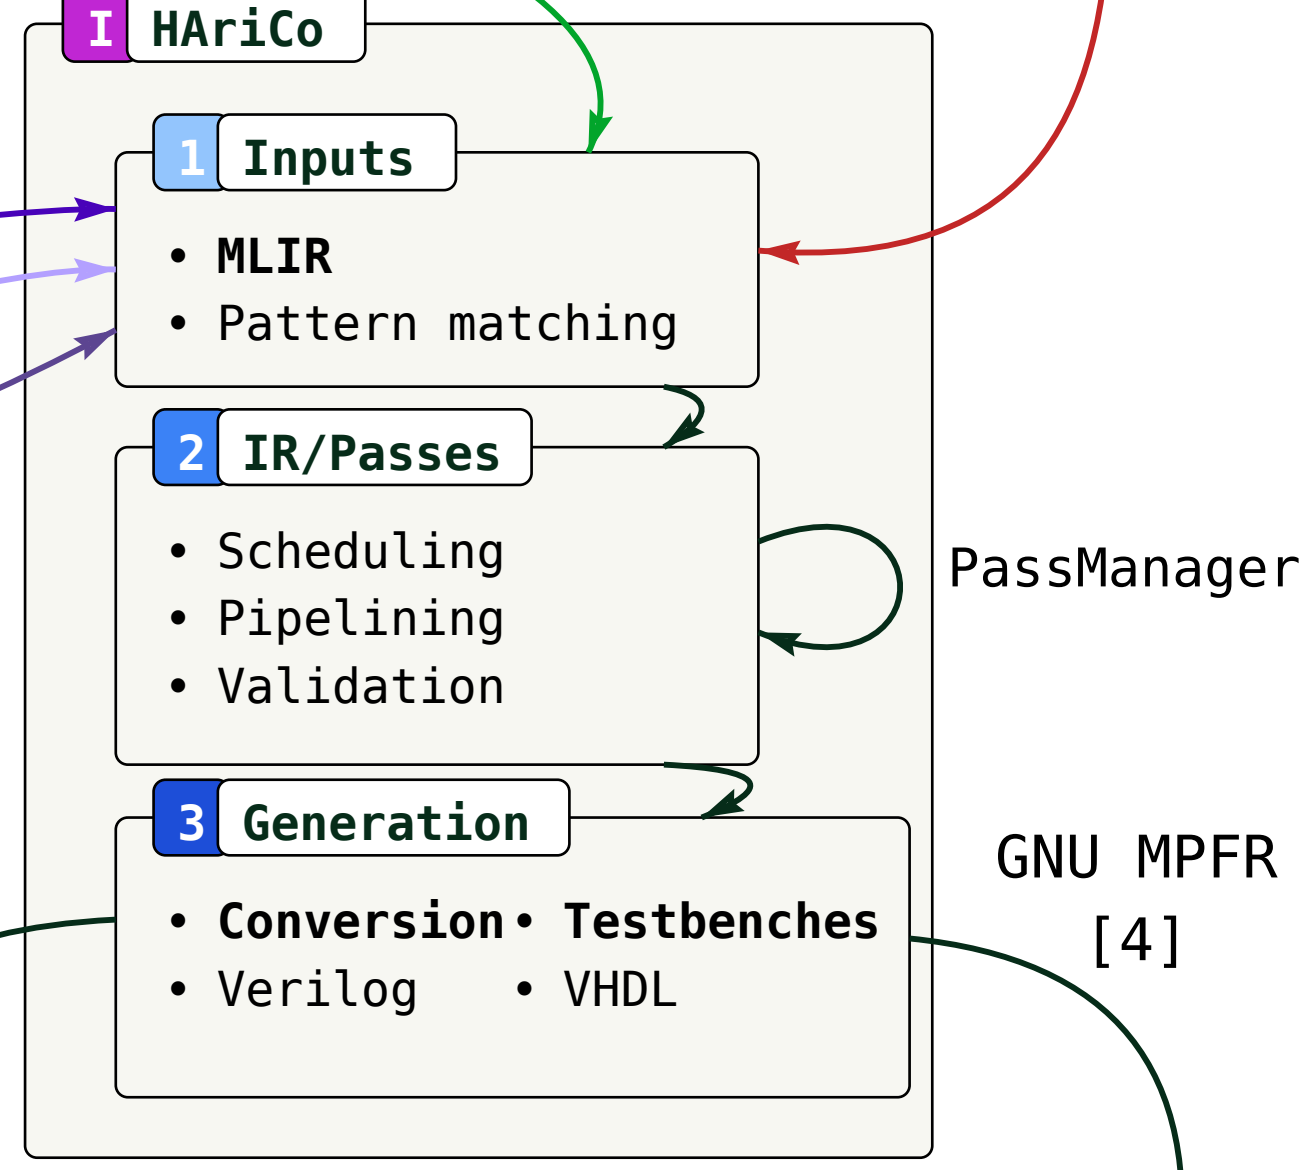 I HAriCo
1 Inputs
• MLIR
• Pattern matching
2 IR/Passes
• Scheduling
• Pipelining
• Validation
PassManager
3 Generation
• Conversion • Testbenches
• Verilog • VHDL
GNU MPFR
[4]